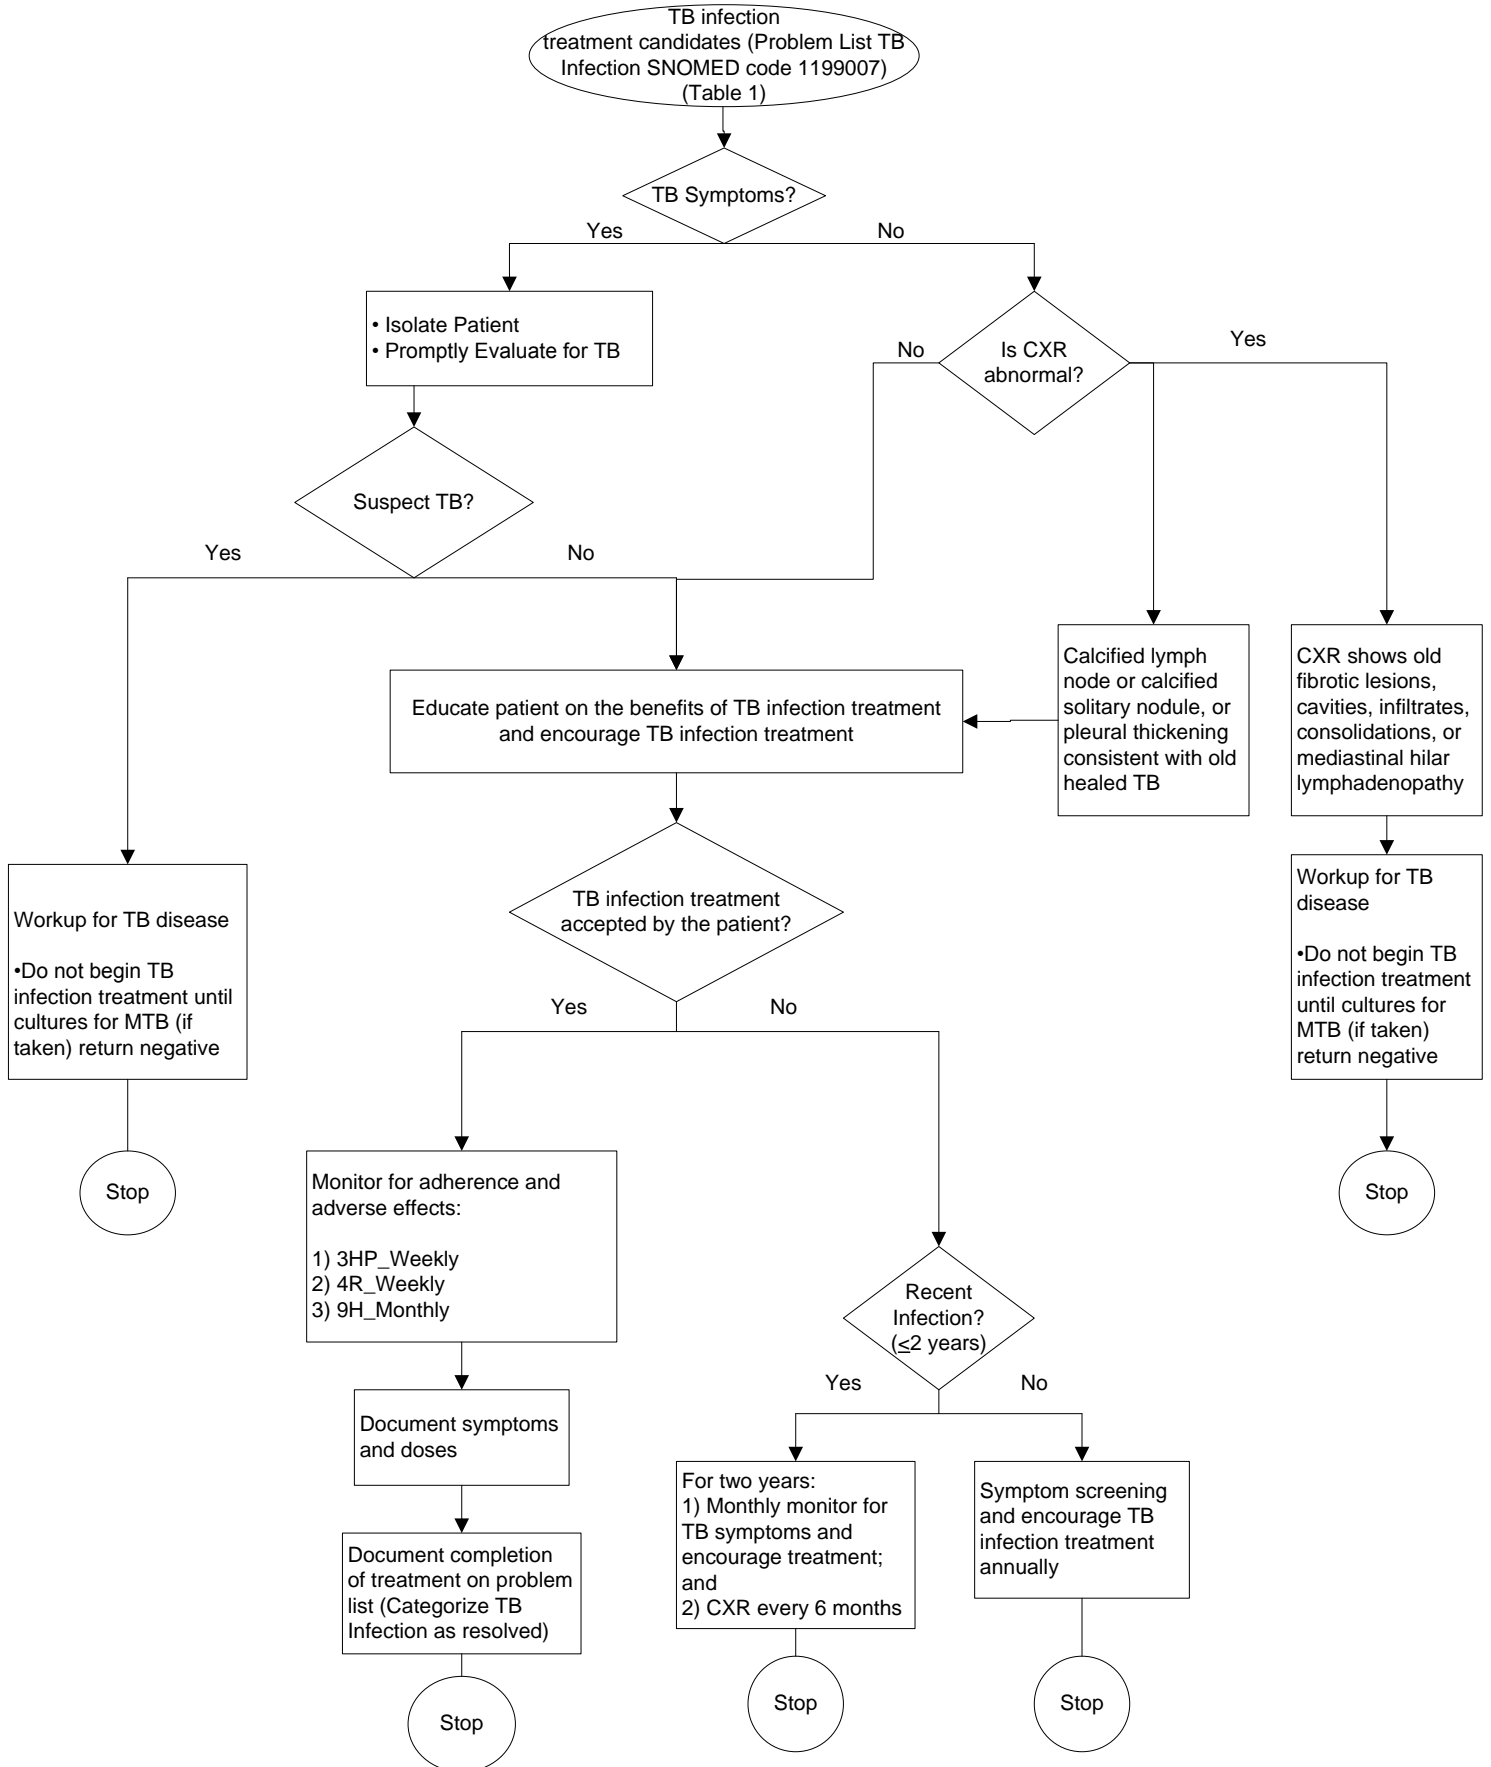 TB infection
treatment candidates (Problem List TB
Infection SNOMED code 1199007)
(Table 1)
TB Symptoms?
Yes
No
• Isolate Patient
• Promptly Evaluate for TB
No
Is CXR
abnormal?
Yes
Suspect TB?
Yes
No
Calcified lymph
node or calcified
solitary nodule, or
pleural thickening
consistent with old
healed TB
CXR shows old
fibrotic lesions,
cavities, infiltrates,
consolidations, or
mediastinal hilar
lymphadenopathy
Educate patient on the benefits of TB infection treatment
and encourage TB infection treatment
Workup for TB disease
•Do not begin TB
infection treatment until
cultures for MTB (if
taken) return negative
TB infection treatment
accepted by the patient?
Workup for TB
disease
•Do not begin TB
infection treatment
until cultures for
MTB (if taken)
return negative
Yes
No
Stop
Stop
Monitor for adherence and
adverse effects:
1) 3HP_Weekly
2) 4R_Weekly
3) 9H_Monthly
Recent
Infection?
(≤2 years)
Yes
No
Document symptoms
and doses
For two years:
1) Monthly monitor for
TB symptoms and
encourage treatment;
and
2) CXR every 6 months
Symptom screening
and encourage TB
infection treatment
annually
Document completion
of treatment on problem
list (Categorize TB
Infection as resolved)
Stop
Stop
Stop